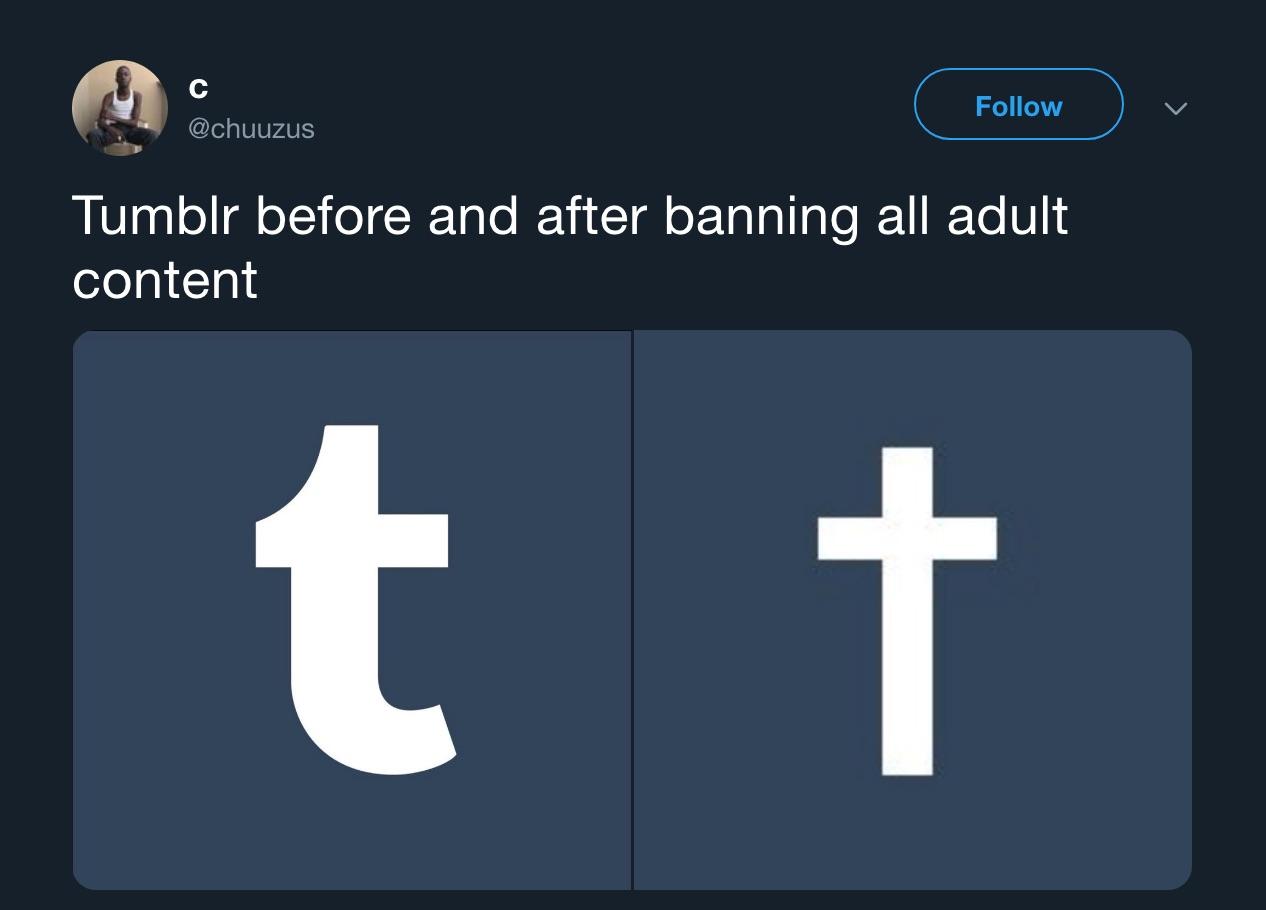 c
@chuuzus
Follow
Tumblr before and after banning all adult
content
t